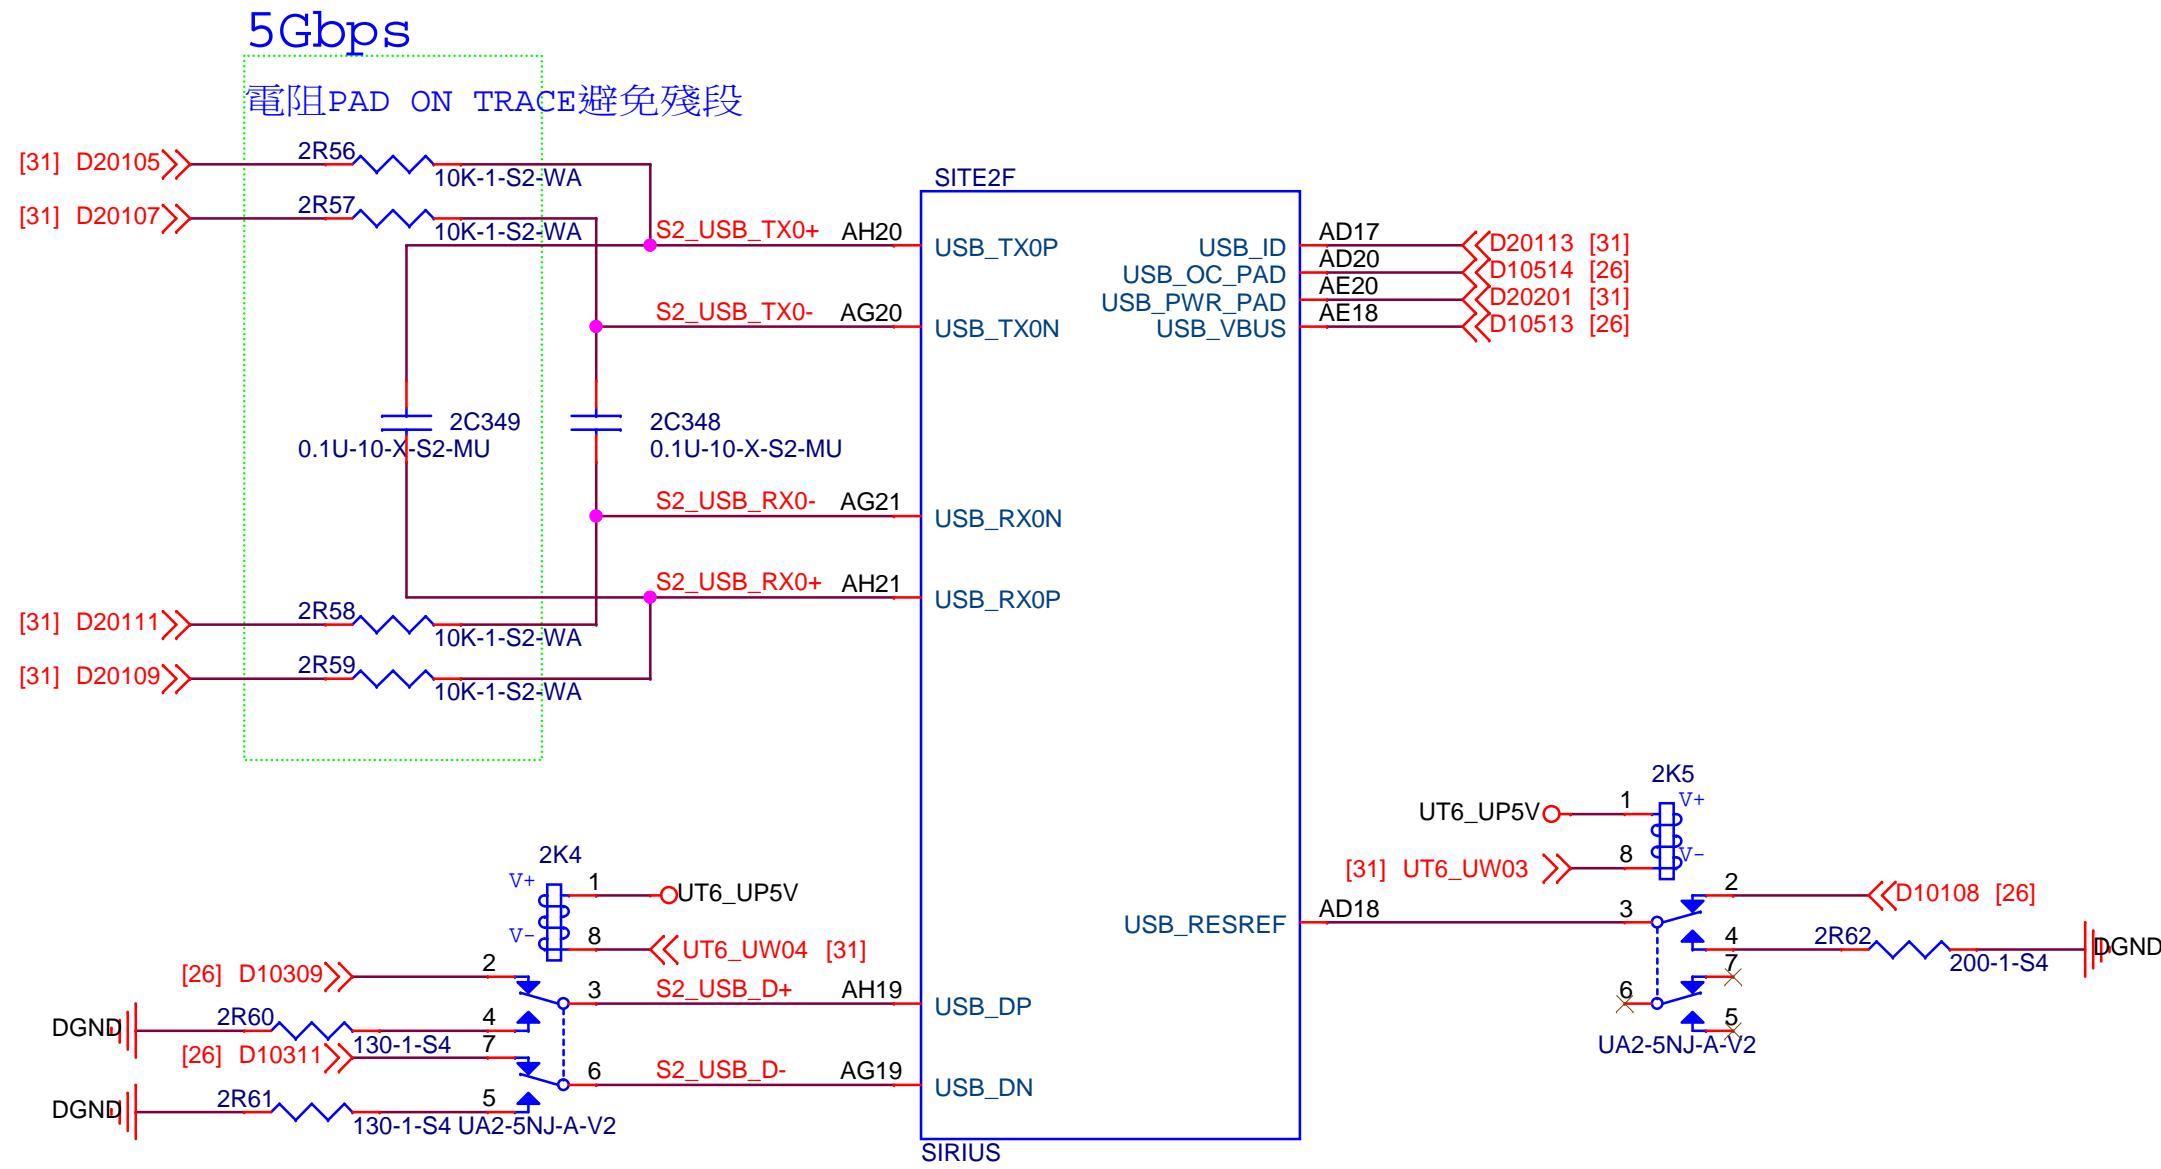 5Gbps
電阻PAD ON TRACE避免殘段
[31] D20105
2R56
10K-1-S2-WA
[31] D20107
2R57
10K-1-S2-WA
SITE2F
S2_USB_TX0+ AH20 USB_TX0P
S2_USB_TX0- AG20 USB_TX0N
USB_ID AD17 D20113 [31]
USB_OC_PAD AD20 D10514 [26]
USB_PWR_PAD AE20 D20201 [31]
USB_VBUS AE18 D10513 [26]
2C349
0.1U-10-X-S2-MU
2C348
0.1U-10-X-S2-MU
S2_USB_RX0- AG21 USB_RX0N
S2_USB_RX0+ AH21 USB_RX0P
[31] D20111
2R58
10K-1-S2-WA
[31] D20109
2R59
10K-1-S2-WA
2K5
UT6_UP5V 1 V+
[31] UT6_UW03 8 V-
USB_RESREF AD18 3
2 D10108 [26]
4 2R62
200-1-S4
DGND
7
6
5
UA2-5NJ-A-V2
2K4
V+ 1 UT6_UP5V
V- 8 UT6_UW04 [31]
[26] D10309 2
3 S2_USB_D+ AH19 USB_DP
DGND 2R60 4
130-1-S4
[26] D10311 7
6 S2_USB_D- AG19 USB_DN
DGND 2R61 5
130-1-S4 UA2-5NJ-A-V2
SIRIUS